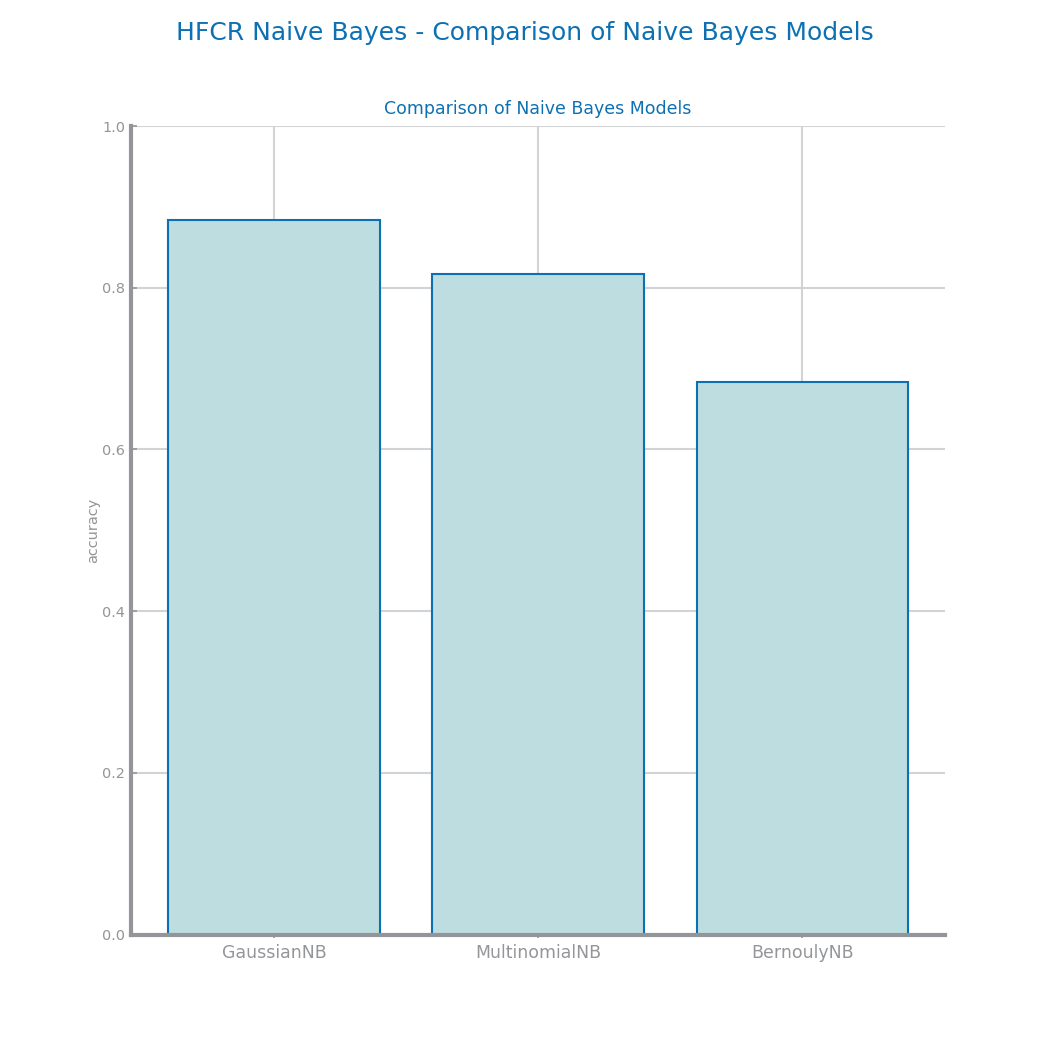 HFCR Naive Bayes - Comparison of Naive Bayes Models
Comparison of Naive Bayes Models
1.0
0.8
0.6
0.4
0.2
0.0
accuracy
GaussianNB
MultinomialNB
BernoulyNB